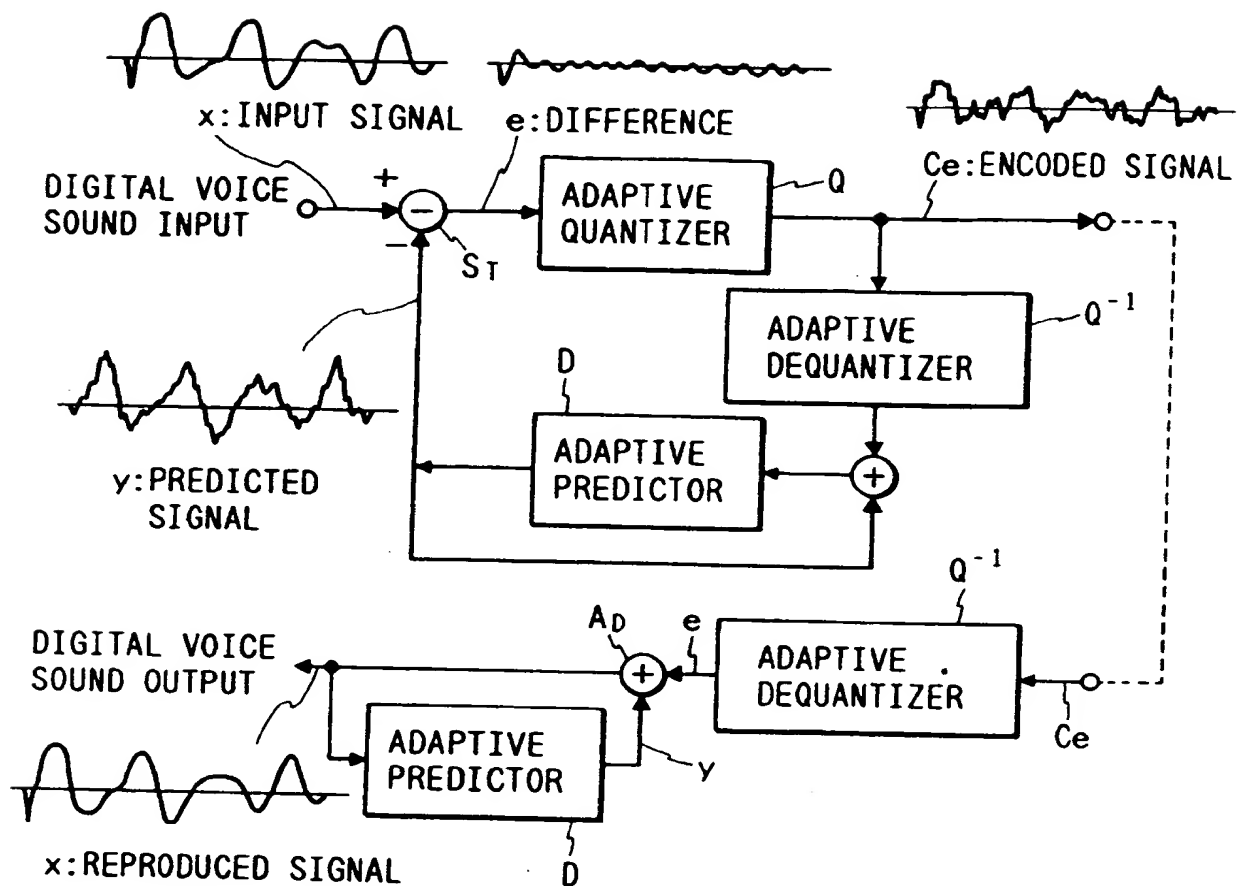 x:INPUT SIGNAL
e:DIFFERENCE
Ce:ENCODED SIGNAL
DIGITAL VOICE
SOUND INPUT
+
−
−
ST
ADAPTIVE
QUANTIZER
Q
ADAPTIVE
DEQUANTIZER
Q⁻¹
D
ADAPTIVE
PREDICTOR
+
y:PREDICTED
SIGNAL
Q⁻¹
DIGITAL VOICE
SOUND OUTPUT
AD
+
e
ADAPTIVE
DEQUANTIZER
Ce
ADAPTIVE
PREDICTOR
y
D
x:REPRODUCED SIGNAL